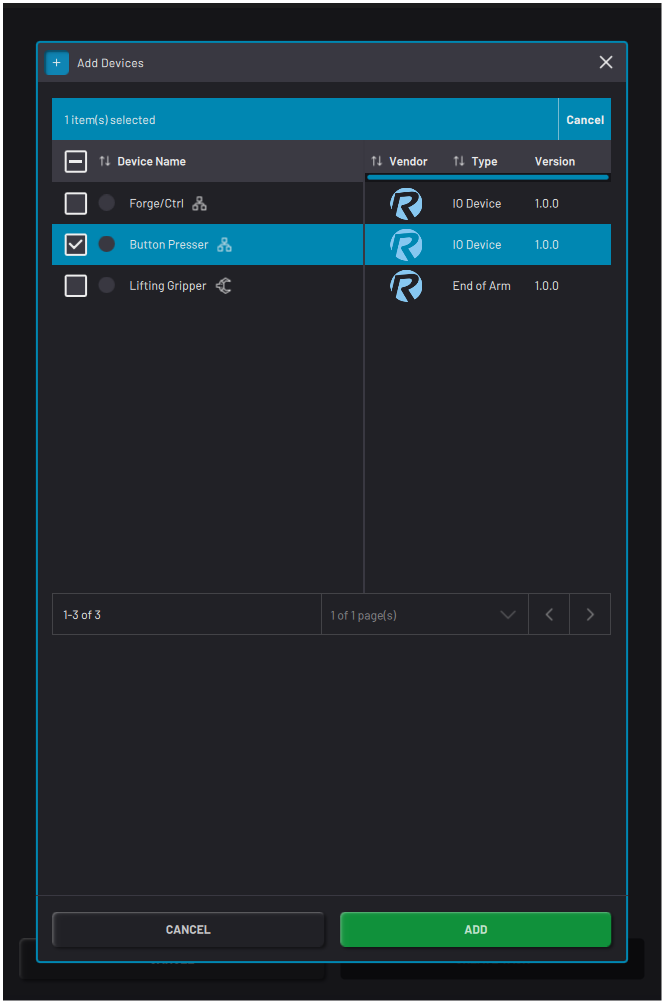 Add Devices
1 item(s) selected Cancel
Device Name Vendor Type Version
Forge/Ctrl IO Device 1.0.0
Button Presser IO Device 1.0.0
Lifting Gripper End of Arm 1.0.0
1-3 of 3 1 of 1 page(s)
CANCEL ADD